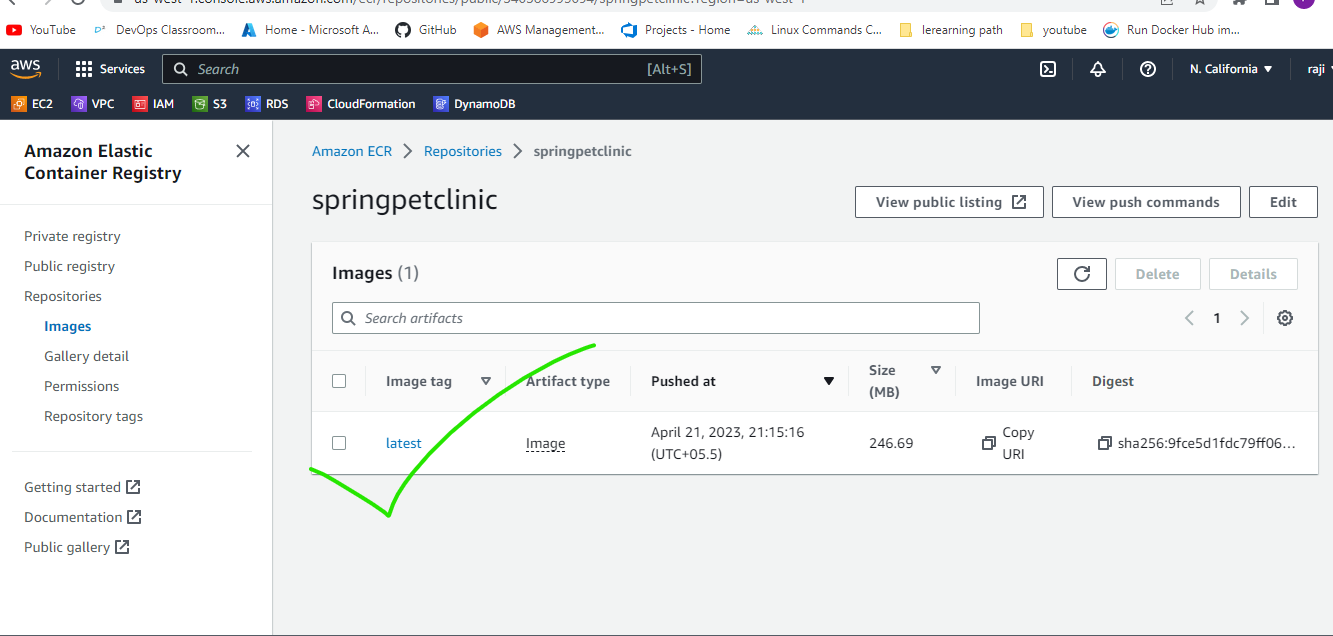 YouTube DevOps Classroom... Home - Microsoft A... GitHub AWS Management... Projects - Home Linux Commands C... lerearning path youtube Run Docker Hub im...
aws Services Search [Alt+S] N. California raji
EC2 VPC IAM S3 RDS CloudFormation DynamoDB
Amazon Elastic
Container Registry
Private registry
Public registry
Repositories
Images
Gallery detail
Permissions
Repository tags
Getting started
Documentation
Public gallery
Amazon ECR Repositories springpetclinic
springpetclinic
View public listing View push commands Edit
Images (1)
Delete Details
Search artifacts
1
Image tag Artifact type Pushed at Size
(MB) Image URI Digest
latest Image April 21, 2023, 21:15:16
(UTC+05.5) 246.69 Copy
URI sha256:9fce5d1fdc79ff06...